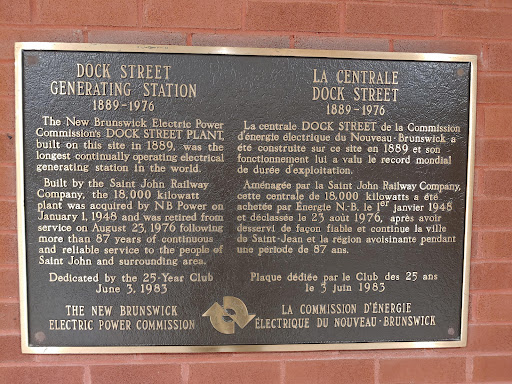 DOCK STREET
GENERATING STATION
1889-1976
The New Brunswick Electric Power
Commission's DOCK STREET PLANT,
built on this site in 1889, was the
longest continually operating electrical
generating station in the world.
Built by the Saint John Railway
Company, the 18,000 kilowatt
plant was acquired by NB Power on
January 1, 1948 and was retired from
service on August 23, 1976 following
more than 87 years of continuous
and reliable service to the people of
Saint John and surrounding area.
Dedicated by the 25-Year Club
June 3, 1983
THE NEW BRUNSWICK
ELECTRIC POWER COMMISSION
LA CENTRALE
DOCK STREET
1889-1976
La centrale DOCK STREET de la Commission
d'énergie électrique du Nouveau-Brunswick a
été construite sur ce site en 1889 et son
fonctionnement lui a valu le record mondial
de durée d'exploitation.
Aménagée par la Saint John Railway Company,
cette centrale de 18,000 kilowatts a été
achetée par Énergie N.B. le 1er janvier 1948
et déclassée le 23 août 1976, après avoir
desservi de façon fiable et continue la ville
de Saint-Jean et la région avoisinante pendant
une période de 87 ans.
Plaque dédiée par le Club des 25 ans
le 3 juin 1983
LA COMMISSION D'ÉNERGIE
ÉLECTRIQUE DU NOUVEAU-BRUNSWICK